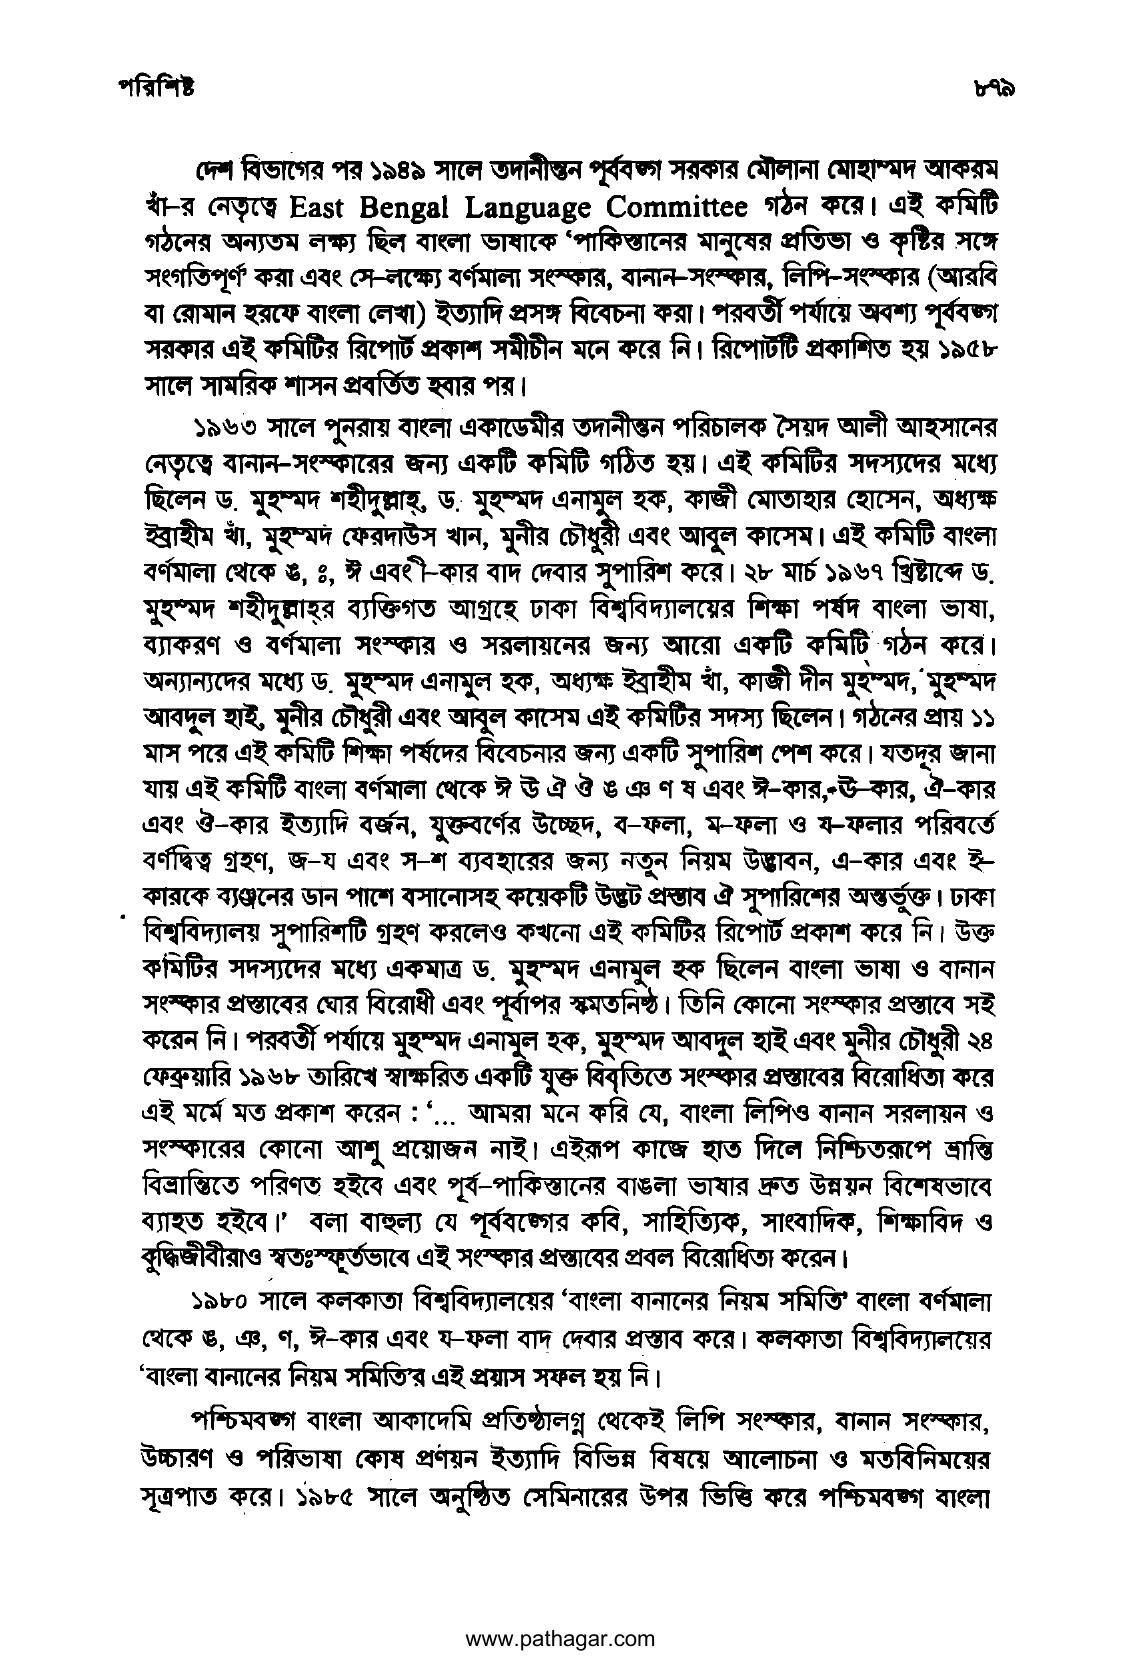 পরিশিষ্ট ৮৭৯
দেশ বিভাগের পর ১৯৪৯ সালে তদানীন্তন পূর্ববঙ্গ সরকার মৌলানা মোহাম্মদ আকরম
খাঁ-র নেতৃত্বে East Bengal Language Committee গঠন করে। এই কমিটি
গঠনের অন্যতম লক্ষ্য ছিল বাংলা ভাষাকে ‘পাকিস্তানের মানুষের প্রতিভা ও কৃষ্টির সঙ্গে
সংগতিপূর্ণ’ করা এবং সে-লক্ষ্যে বর্ণমালা সংস্কার, বানান-সংস্কার, লিপি-সংস্কার (আরবি
বা রোমান হরফে বাংলা লেখা) ইত্যাদি প্রসঙ্গ বিবেচনা করা। পরবর্তী পর্যায়ে অবশ্য পূর্ববঙ্গ
সরকার এই কমিটির রিপোর্ট প্রকাশ সমীচীন মনে করে নি। রিপোর্টটি প্রকাশিত হয় ১৯৫৮
সালে সামরিক শাসন প্রবর্তিত হবার পর।
১৯৬৩ সালে পুনরায় বাংলা একাডেমীর তদানীন্তন পরিচালক সৈয়দ আলী আহসানের
নেতৃত্বে বানান-সংস্কারের জন্য একটি কমিটি গঠিত হয়। এই কমিটির সদস্যদের মধ্যে
ছিলেন ড. মুহম্মদ শহীদুল্লাহ্, ড. মুহম্মদ এনামুল হক, কাজী মোতাহার হোসেন, অধ্যক্ষ
ইব্রাহীম খাঁ, মুহম্মদ ফেরদাউস খান, মুনীর চৌধুরী এবং আবুল কাসেম। এই কমিটি বাংলা
বর্ণমালা থেকে ঙ, ঃ, ঈ এবং ী-কার বাদ দেবার সুপারিশ করে। ২৮ মার্চ ১৯৬৭ খ্রিষ্টাব্দে ড.
মুহম্মদ শহীদুল্লাহ্‌র ব্যক্তিগত আগ্রহে ঢাকা বিশ্ববিদ্যালয়ের শিক্ষা পর্ষদ বাংলা ভাষা,
ব্যাকরণ ও বর্ণমালা সংস্কার ও সরলায়নের জন্য আরো একটি কমিটি গঠন করে।
অন্যান্যদের মধ্যে ড. মুহম্মদ এনামুল হক, অধ্যক্ষ ইব্রাহীম খাঁ, কাজী দীন মুহম্মদ, মুহম্মদ
আবদুল হাই, মুনীর চৌধুরী এবং আবুল কাসেম এই কমিটির সদস্য ছিলেন। গঠনের প্রায় ১১
মাস পরে এই কমিটি শিক্ষা পর্ষদের বিবেচনার জন্য একটি সুপারিশ পেশ করে। যতদূর জানা
যায় এই কমিটি বাংলা বর্ণমালা থেকে ঈ ঊ ঐ ঔ ঙ ঞ ণ ষ এবং ঈ-কার, ঊ-কার, ঐ-কার
এবং ঔ-কার ইত্যাদি বর্জন, যুক্তবর্ণের উচ্ছেদ, ব-ফলা, ম-ফলা ও য-ফলার পরিবর্তে
বর্ণদ্বিত্ব গ্রহণ, জ-য এবং স-শ ব্যবহারের জন্য নতুন নিয়ম উদ্ভাবন, এ-কার এবং ই-
কারকে ব্যঞ্জনের ডান পাশে বসানোসহ কয়েকটি উদ্ভট প্রস্তাব ঐ সুপারিশের অন্তর্ভুক্ত। ঢাকা
বিশ্ববিদ্যালয় সুপারিশটি গ্রহণ করলেও কখনো এই কমিটির রিপোর্ট প্রকাশ করে নি। উক্ত
কমিটির সদস্যদের মধ্যে একমাত্র ড. মুহম্মদ এনামুল হক ছিলেন বাংলা ভাষা ও বানান
সংস্কার প্রস্তাবের ঘোর বিরোধী এবং পূর্বাপর স্বমতনিষ্ঠ। তিনি কোনো সংস্কার প্রস্তাবে সই
করেন নি। পরবর্তী পর্যায়ে মুহম্মদ এনামুল হক, মুহম্মদ আবদুল হাই এবং মুনীর চৌধুরী ২৪
ফেব্রুয়ারি ১৯৬৮ তারিখে স্বাক্ষরিত একটি যুক্ত বিবৃতিতে সংস্কার প্রস্তাবের বিরোধিতা করে
এই মর্মে মত প্রকাশ করেন : ‘... আমরা মনে করি যে, বাংলা লিপিও বানান সরলায়ন ও
সংস্কারের কোনো আশু প্রয়োজন নাই। এইরূপ কাজে হাত দিলে নিশ্চিতরূপে ভ্রান্তি
বিভ্রান্তিতে পরিণত হইবে এবং পূর্ব-পাকিস্তানের বাঙলা ভাষার দ্রুত উন্নয়ন বিশেষভাবে
ব্যাহত হইবে।’ বলা বাহুল্য যে পূর্ববঙ্গের কবি, সাহিত্যিক, সাংবাদিক, শিক্ষাবিদ ও
বুদ্ধিজীবীরাও স্বতঃস্ফূর্তভাবে এই সংস্কার প্রস্তাবের প্রবল বিরোধিতা করেন।
১৯৮০ সালে কলকাতা বিশ্ববিদ্যালয়ের ‘বাংলা বানানের নিয়ম সমিতি’ বাংলা বর্ণমালা
থেকে ঙ, ঞ, ণ, ঈ-কার এবং য-ফলা বাদ দেবার প্রস্তাব করে। কলকাতা বিশ্ববিদ্যালয়ের
‘বাংলা বানানের নিয়ম সমিতি’র এই প্রয়াস সফল হয় নি।
পশ্চিমবঙ্গ বাংলা আকাদেমি প্রতিষ্ঠালগ্ন থেকেই লিপি সংস্কার, বানান সংস্কার,
উচ্চারণ ও পরিভাষা কোষ প্রণয়ন ইত্যাদি বিভিন্ন বিষয়ে আলোচনা ও মতবিনিময়ের
সূত্রপাত করে। ১৯৮৫ সালে অনুষ্ঠিত সেমিনারের উপর ভিত্তি করে পশ্চিমবঙ্গ বাংলা
www.pathagar.com